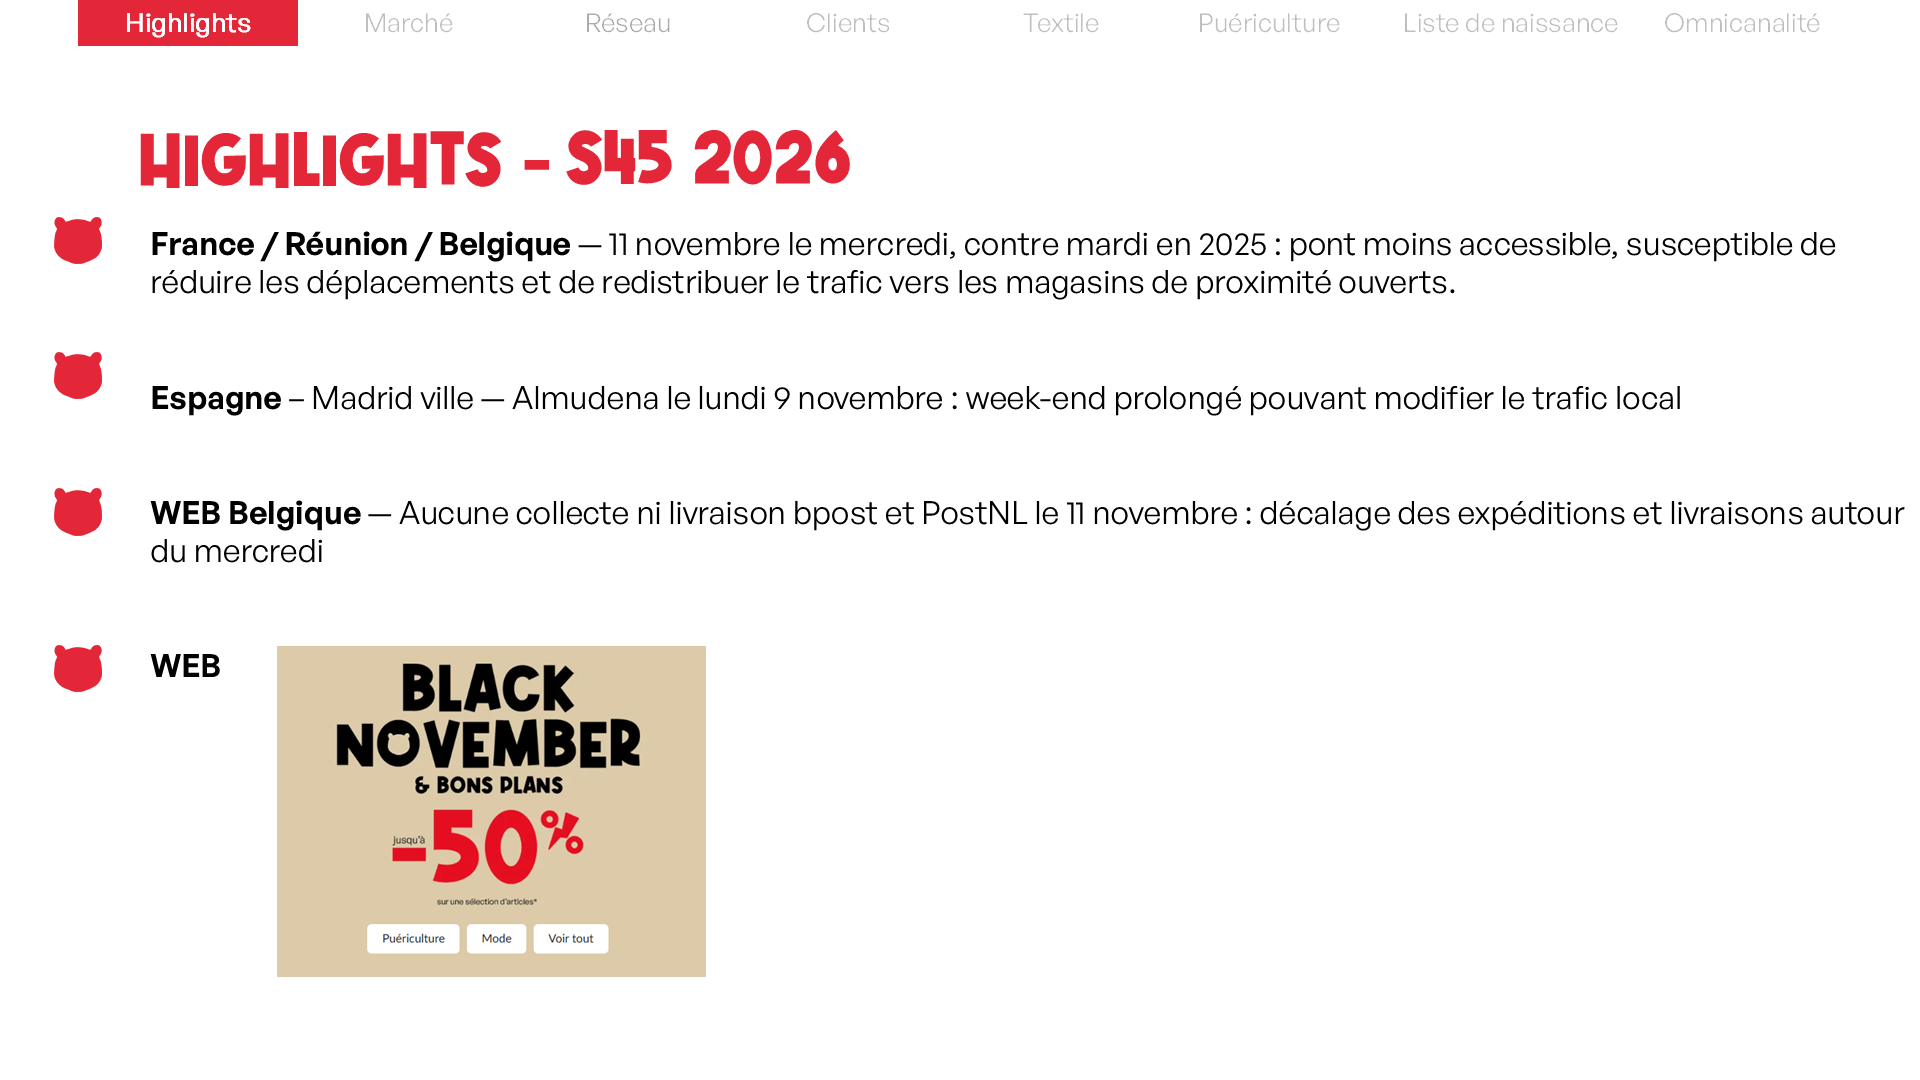 Highlights Marché Réseau Clients Textile Puériculture Liste de naissance Omnicanalité
HIGHLIGHTS - S45 2026
France / Réunion / Belgique — 11 novembre le mercredi, contre mardi en 2025 : pont moins accessible, susceptible de
réduire les déplacements et de redistribuer le trafic vers les magasins de proximité ouverts.
Espagne – Madrid ville — Almudena le lundi 9 novembre : week-end prolongé pouvant modifier le trafic local
WEB Belgique — Aucune collecte ni livraison bpost et PostNL le 11 novembre : décalage des expéditions et livraisons autour
du mercredi
WEB
BLACK
NOVEMBER
& BONS PLANS
jusqu'à
-50%
sur une sélection d'articles*
Puériculture Mode Voir tout